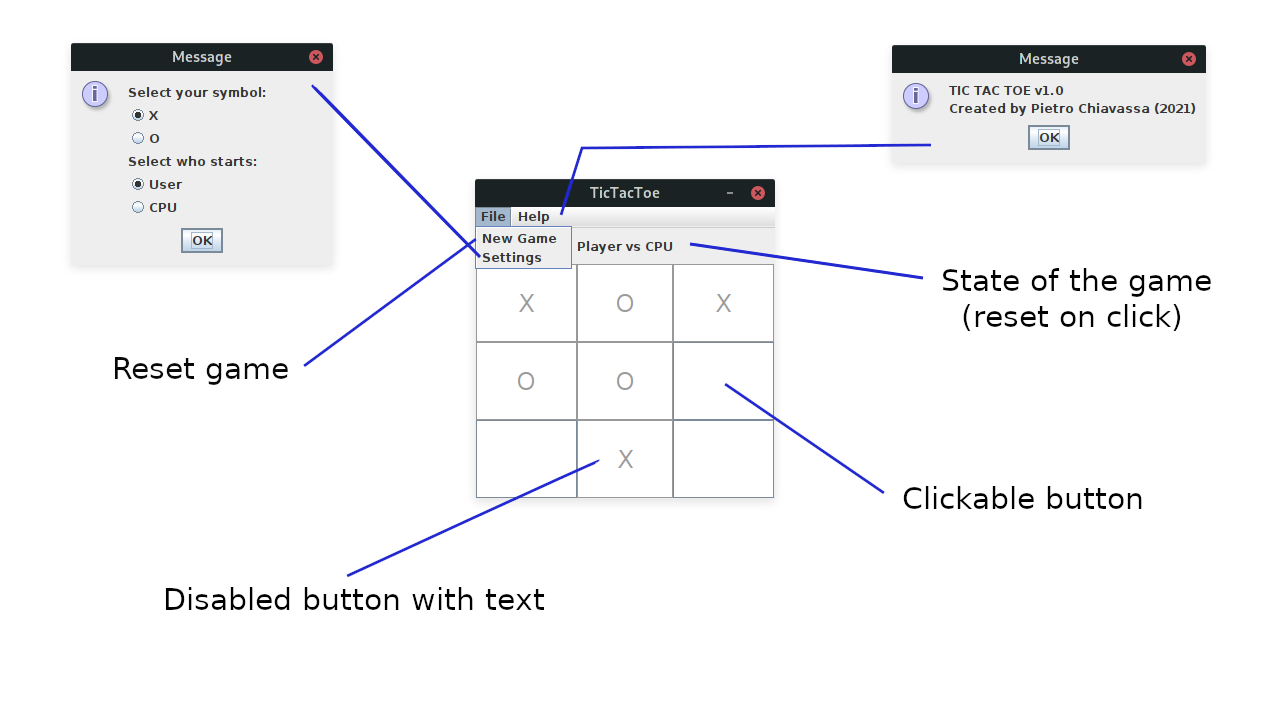 Message
Select your symbol:
X
O
Select who starts:
User
CPU
OK
Message
TIC TAC TOE v1.0
Created by Pietro Chiavassa (2021)
OK
TicTacToe
File Help
New Game
Settings
Player vs CPU
X O X
O O
X
State of the game
(reset on click)
Reset game
Clickable button
Disabled button with text